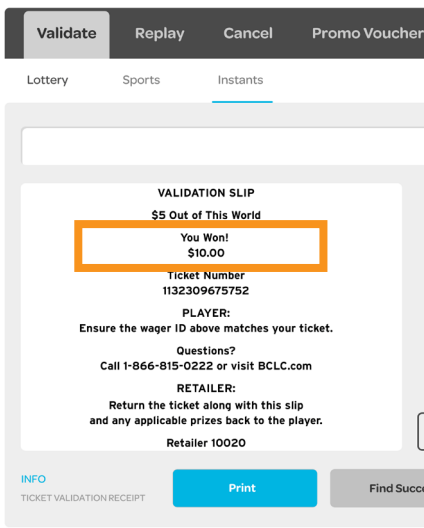 Validate Replay Cancel Promo Voucher
Lottery Sports Instants
VALIDATION SLIP
$5 Out of This World
You Won!
$10.00
Ticket Number
1132309675752
PLAYER:
Ensure the wager ID above matches your ticket.
Questions?
Call 1-866-815-0222 or visit BCLC.com
RETAILER:
Return the ticket along with this slip
and any applicable prizes back to the player.
Retailer 10020
INFO
TICKET VALIDATION RECEIPT
Print
Find